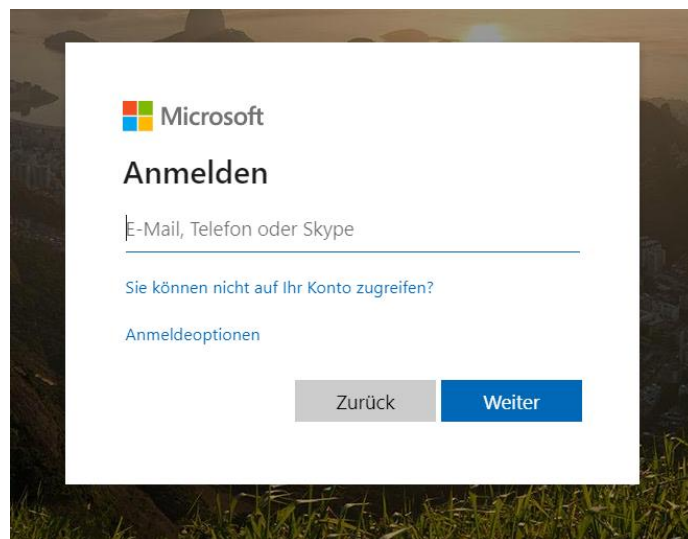 Microsoft
Anmelden
E-Mail, Telefon oder Skype
Sie können nicht auf Ihr Konto zugreifen?
Anmeldeoptionen
Zurück Weiter